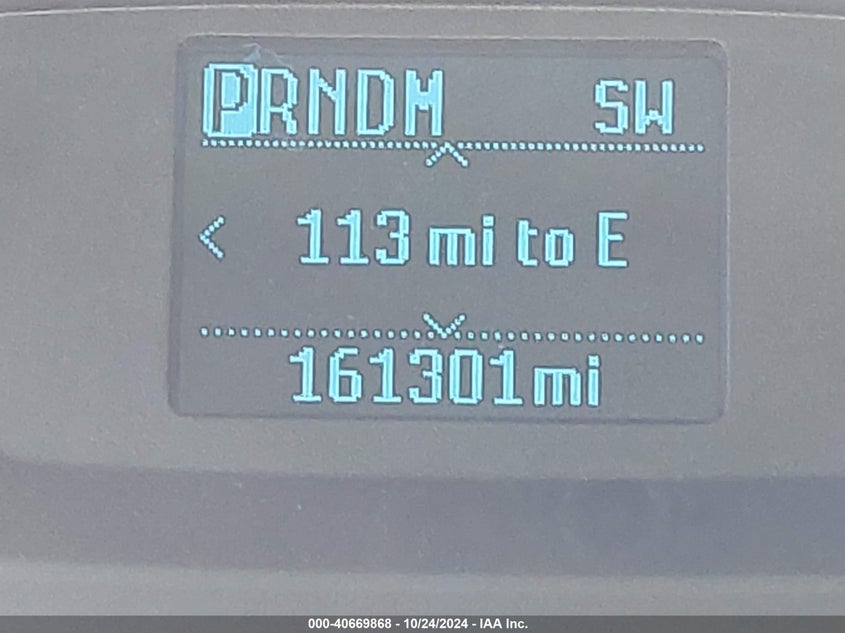 PRNDM SW
< 113 mi to E
161301mi
000-40669868 - 10/24/2024 - IAA Inc.